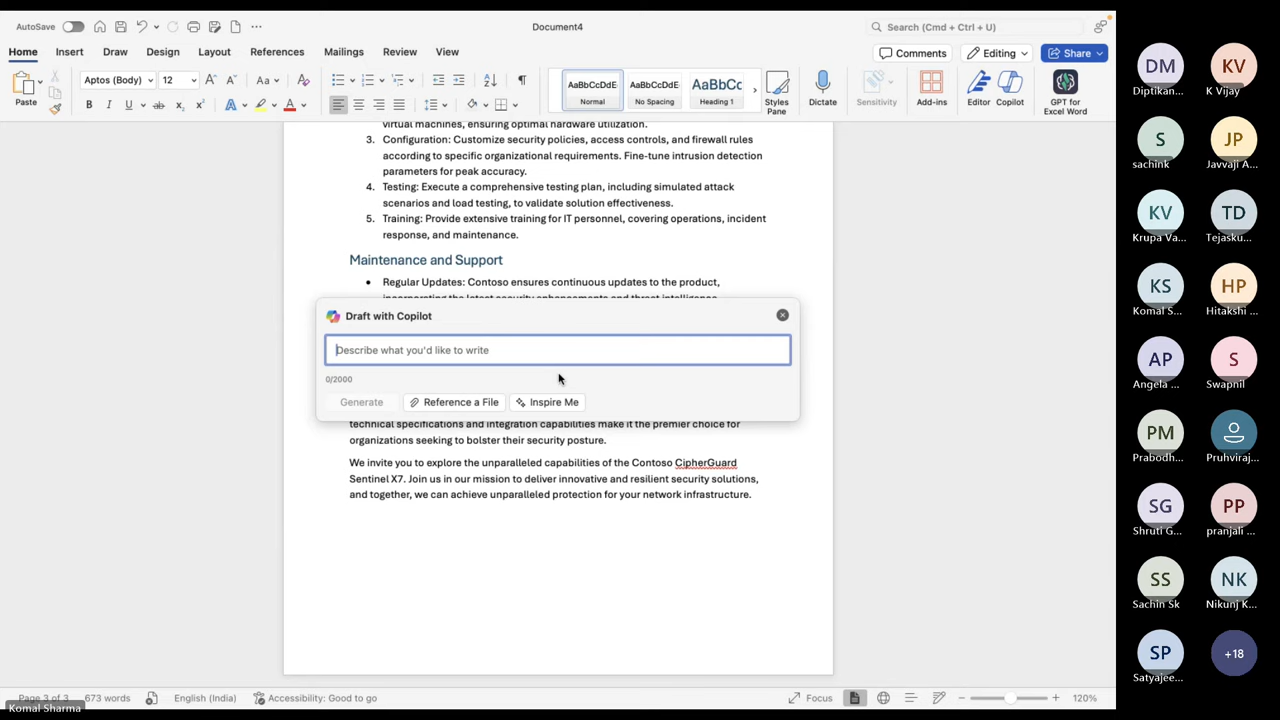 AutoSave
Document4
Search (Cmd + Ctrl + U)
Home Insert Draw Design Layout References Mailings Review View
Comments Editing Share
Paste
Aptos (Body) 12
AaBbCcDdE AaBbCcDdE AaBbCc
Normal No Spacing Heading 1
Styles Pane
Dictate
Sensitivity
Add-ins
Editor
Copilot
GPT for Excel Word
virtual machines, ensuring optimal hardware utilization.
3. Configuration: Customize security policies, access controls, and firewall rules
according to specific organizational requirements. Fine-tune intrusion detection
parameters for peak accuracy.
4. Testing: Execute a comprehensive testing plan, including simulated attack
scenarios and load testing, to validate solution effectiveness.
5. Training: Provide extensive training for IT personnel, covering operations, incident
response, and maintenance.
Maintenance and Support
• Regular Updates: Contoso ensures continuous updates to the product,
incorporating the latest security enhancements and threat intelligence.
Draft with Copilot
Describe what you'd like to write
0/2000
Generate Reference a File Inspire Me
technical specifications and integration capabilities make it the premier choice for
organizations seeking to bolster their security posture.
We invite you to explore the unparalleled capabilities of the Contoso CipherGuard
Sentinel X7. Join us in our mission to deliver innovative and resilient security solutions,
and together, we can achieve unparalleled protection for your network infrastructure.
Page 3 of 3 673 words English (India) Accessibility: Good to go Focus 120%
Komal Sharma
DM KV
Diptikan... K Vijay
S JP
sachink Javvaji A...
KV TD
Krupa Va... Tejasku...
KS HP
Komal S... Hitakshi ...
AP S
Angela ... Swapnil
PM
Prabodh... Pruhviraj...
SG PP
Shruti G... pranjali ...
SS NK
Sachin Sk Nikunj K...
SP +18
Satyajee...